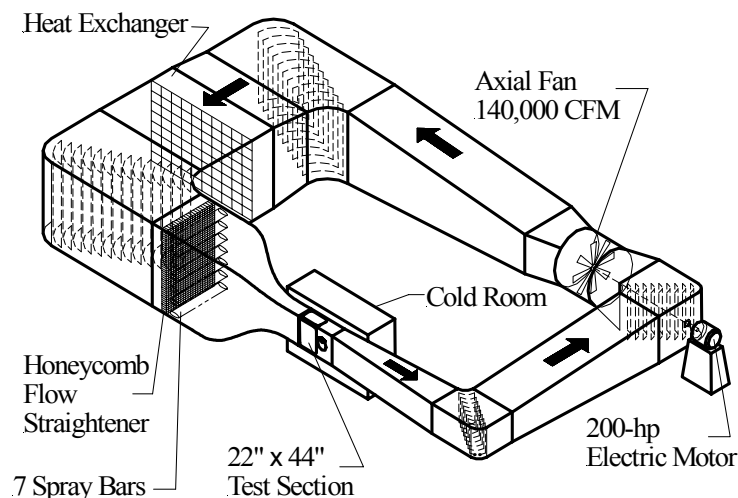 Heat Exchanger
Axial Fan
140,000 CFM
Cold Room
Honeycomb
Flow
Straightener
7 Spray Bars
22" x 44"
Test Section
200-hp
Electric Motor